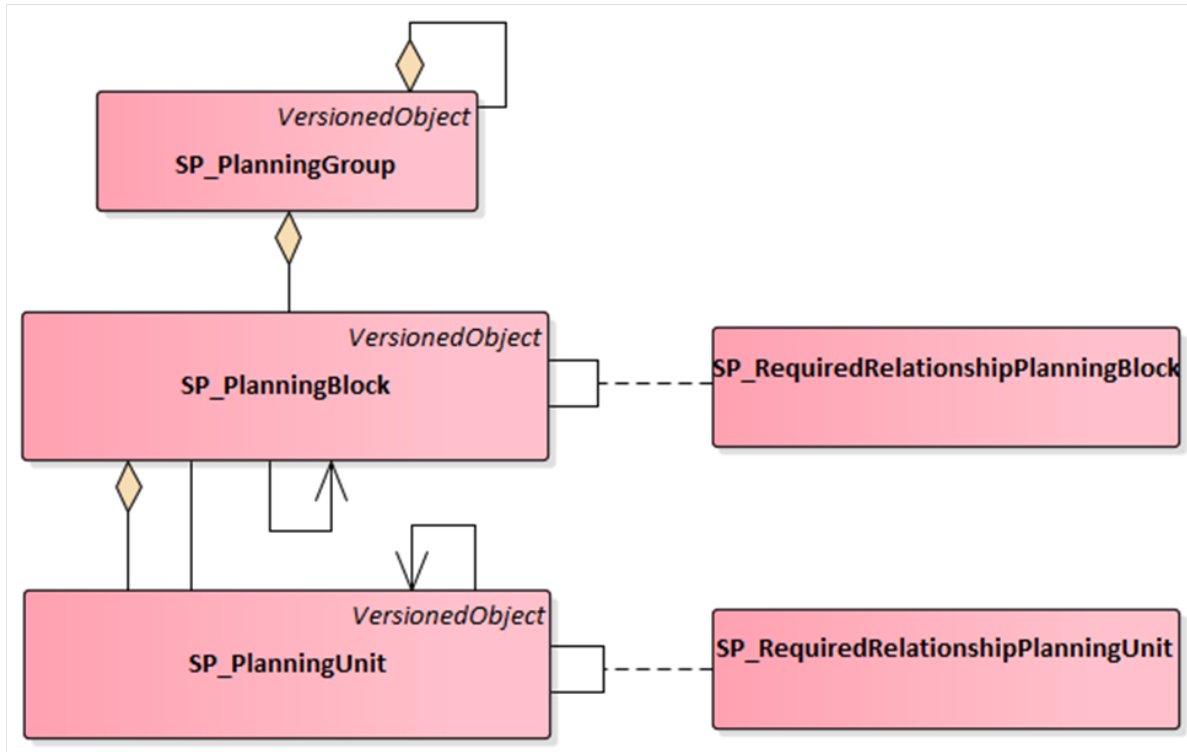 VersionedObject
SP_PlanningGroup
VersionedObject
SP_PlanningBlock
SP_RequiredRelationshipPlanningBlock
VersionedObject
SP_PlanningUnit
SP_RequiredRelationshipPlanningUnit